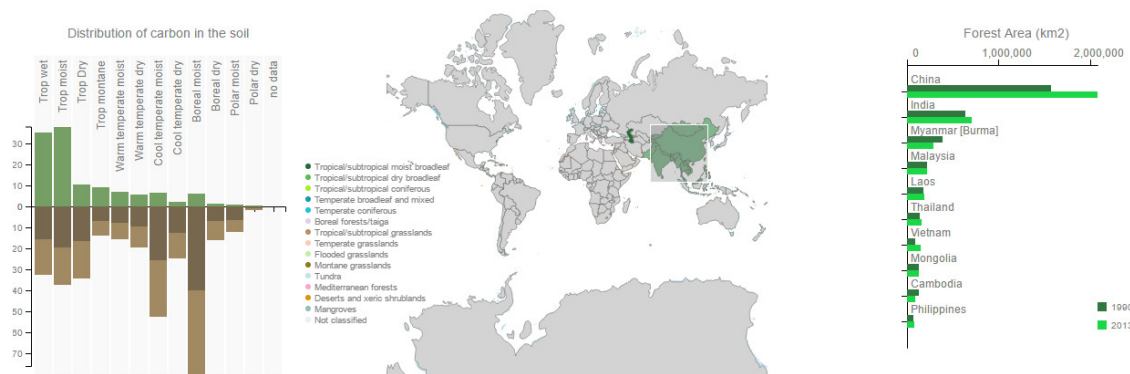 Distribution of carbon in the soil
Trop wet
Trop moist
Trop Dry
Trop montane
Warm temperate moist
Warm temperate dry
Cool temperate moist
Cool temperate dry
Boreal moist
Boreal dry
Polar moist
Polar dry
no data
30
20
10
0
10
20
30
40
50
60
70
Tropical/subtropical moist broadleaf
Tropical/subtropical dry broadleaf
Tropical/subtropical coniferous
Temperate broadleaf and mixed
Temperate coniferous
Boreal forests/taiga
Tropical/subtropical grasslands
Temperate grasslands
Flooded grasslands
Montane grasslands
Tundra
Mediterranean forests
Deserts and xeric shrublands
Mangroves
Not classified
Forest Area (km2)
0 1,000,000 2,000,000
China
India
Myanmar [Burma]
Malaysia
Laos
Thailand
Vietnam
Mongolia
Cambodia
Philippines
1990
2013